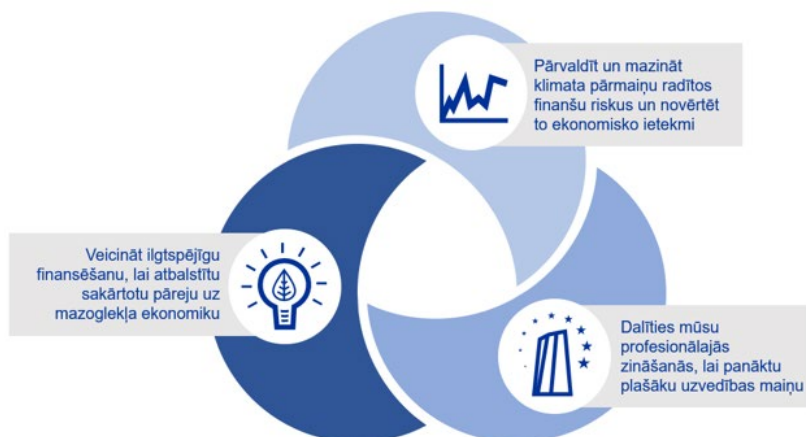 Pārvaldīt un mazināt
klimata pārmaiņu radītos
finanšu riskus un novērtēt
to ekonomisko ietekmi
Veicināt ilgtspējīgu
finansēšanu, lai atbalstītu
sakārtotu pāreju uz
mazoglekļa ekonomiku
Dalīties mūsu
profesionālajās
zināšanās, lai panāktu
plašāku uzvedības maiņu